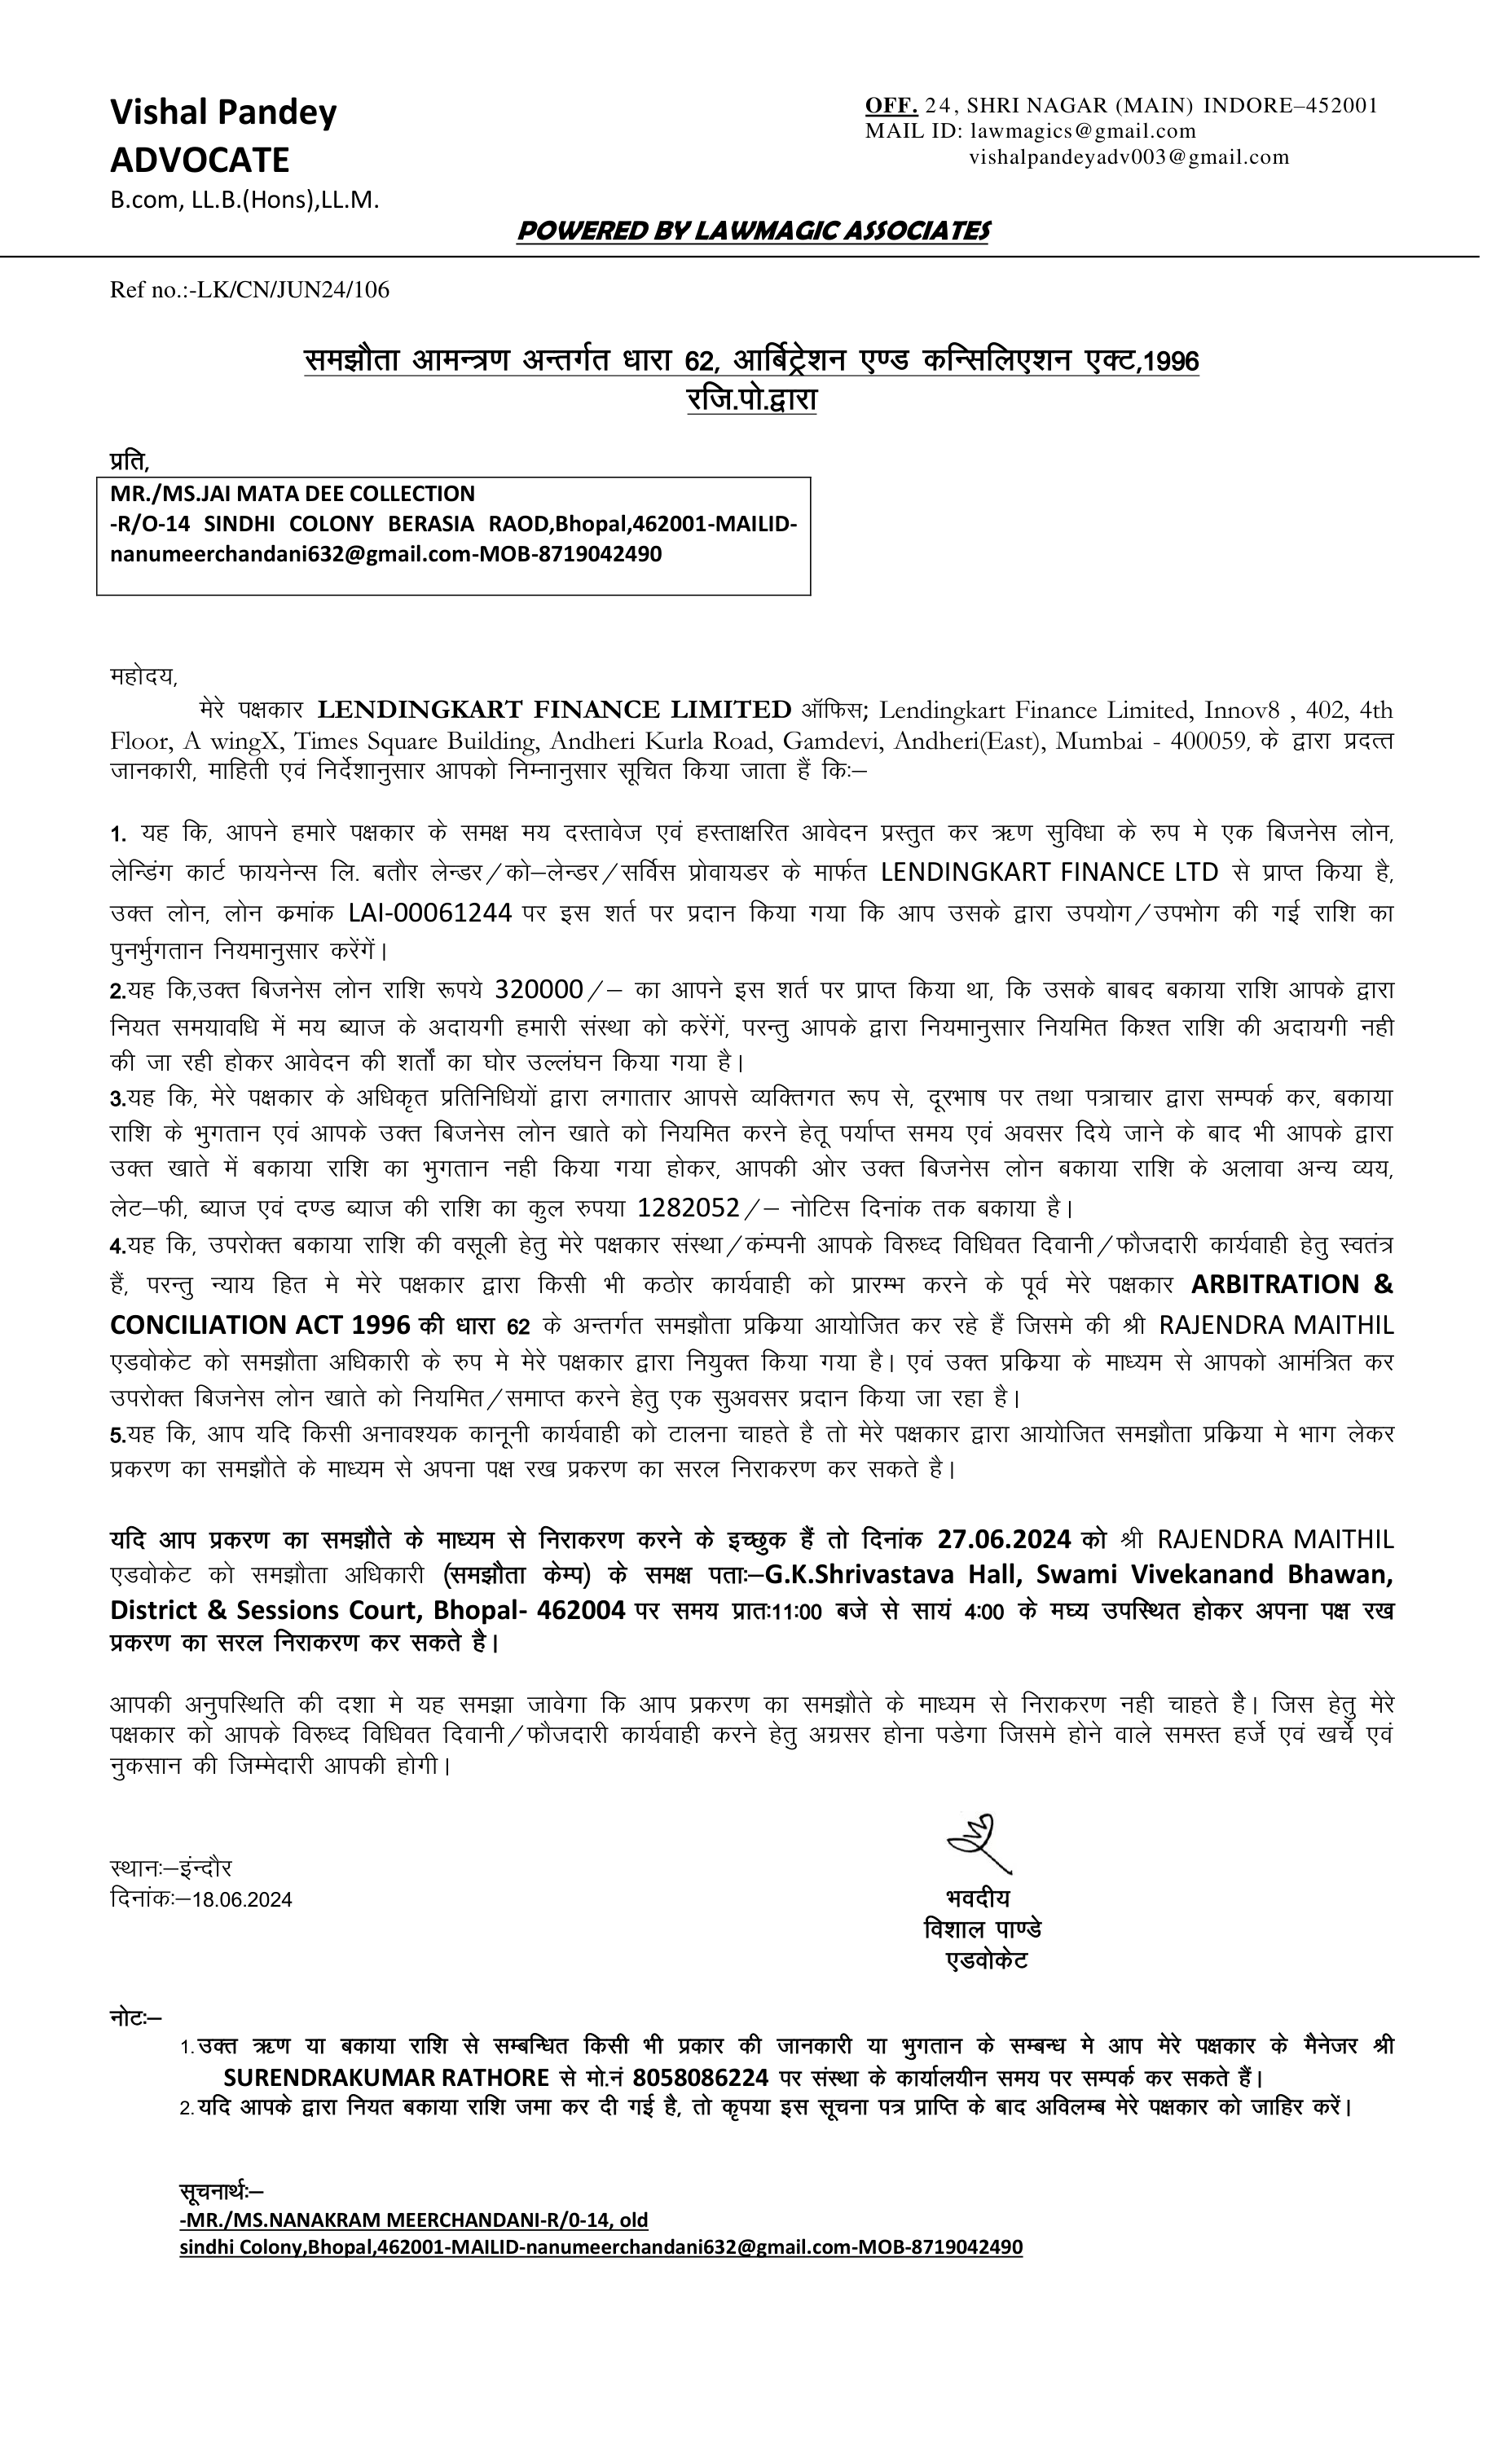 Vishal Pandey
ADVOCATE
B.com, LL.B.(Hons),LL.M.
OFF. 24, SHRI NAGAR (MAIN) INDORE–452001
MAIL ID: lawmagics@gmail.com
vishalpandeyadv003@gmail.com
POWERED BY LAWMAGIC ASSOCIATES
Ref no.:-LK/CN/JUN24/106
समझौता आमन्त्रण अन्तर्गत धारा 62, आर्बिट्रेशन एण्ड कन्सिलिएशन एक्ट,1996
रजि.पो.द्वारा
प्रति,
MR./MS.JAI MATA DEE COLLECTION
-R/O-14 SINDHI COLONY BERASIA RAOD,Bhopal,462001-MAILID-
nanumeerchandani632@gmail.com-MOB-8719042490
महोदय,
मेरे पक्षकार LENDINGKART FINANCE LIMITED ऑफिस; Lendingkart Finance Limited, Innov8 , 402, 4th
Floor, A wingX, Times Square Building, Andheri Kurla Road, Gamdevi, Andheri(East), Mumbai - 400059, के द्वारा प्रदत्त
जानकारी, माहिती एवं निर्देशानुसार आपको निम्नानुसार सूचित किया जाता हैं किः–
1. यह कि, आपने हमारे पक्षकार के समक्ष मय दस्तावेज एवं हस्ताक्षरित आवेदन प्रस्तुत कर ऋण सुविधा के रुप मे एक बिजनेस लोन,
लेन्डिंग कार्ट फायनेन्स लि. बतौर लेन्डर/को–लेन्डर/सर्विस प्रोवायडर के मार्फत LENDINGKART FINANCE LTD से प्राप्त किया है,
उक्त लोन, लोन क्रमांक LAI-00061244 पर इस शर्त पर प्रदान किया गया कि आप उसके द्वारा उपयोग/उपभोग की गई राशि का
पुनर्भुगतान नियमानुसार करेंगें।
2.यह कि,उक्त बिजनेस लोन राशि रूपये 320000/– का आपने इस शर्त पर प्राप्त किया था, कि उसके बाबद बकाया राशि आपके द्वारा
नियत समयावधि में मय ब्याज के अदायगी हमारी संस्था को करेंगें, परन्तु आपके द्वारा नियमानुसार नियमित किश्त राशि की अदायगी नही
की जा रही होकर आवेदन की शर्तों का घोर उल्लंघन किया गया है।
3.यह कि, मेरे पक्षकार के अधिकृत प्रतिनिधियों द्वारा लगातार आपसे व्यक्तिगत रूप से, दूरभाष पर तथा पत्राचार द्वारा सम्पर्क कर, बकाया
राशि के भुगतान एवं आपके उक्त बिजनेस लोन खाते को नियमित करने हेतू पर्याप्त समय एवं अवसर दिये जाने के बाद भी आपके द्वारा
उक्त खाते में बकाया राशि का भुगतान नही किया गया होकर, आपकी ओर उक्त बिजनेस लोन बकाया राशि के अलावा अन्य व्यय,
लेट–फी, ब्याज एवं दण्ड ब्याज की राशि का कुल रुपया 1282052/– नोटिस दिनांक तक बकाया है।
4.यह कि, उपरोक्त बकाया राशि की वसूली हेतु मेरे पक्षकार संस्था/कंम्पनी आपके विरुध्द विधिवत दिवानी/फौजदारी कार्यवाही हेतु स्वतंत्र
हैं, परन्तु न्याय हित मे मेरे पक्षकार द्वारा किसी भी कठोर कार्यवाही को प्रारम्भ करने के पूर्व मेरे पक्षकार ARBITRATION &
CONCILIATION ACT 1996 की धारा 62 के अन्तर्गत समझौता प्रक्रिया आयोजित कर रहे हैं जिसमे की श्री RAJENDRA MAITHIL
एडवोकेट को समझौता अधिकारी के रुप मे मेरे पक्षकार द्वारा नियुक्त किया गया है। एवं उक्त प्रक्रिया के माध्यम से आपको आमंत्रित कर
उपरोक्त बिजनेस लोन खाते को नियमित/समाप्त करने हेतु एक सुअवसर प्रदान किया जा रहा है।
5.यह कि, आप यदि किसी अनावश्यक कानूनी कार्यवाही को टालना चाहते है तो मेरे पक्षकार द्वारा आयोजित समझौता प्रक्रिया मे भाग लेकर
प्रकरण का समझौते के माध्यम से अपना पक्ष रख प्रकरण का सरल निराकरण कर सकते है।
यदि आप प्रकरण का समझौते के माध्यम से निराकरण करने के इच्छुक हैं तो दिनांक 27.06.2024 को श्री RAJENDRA MAITHIL
एडवोकेट को समझौता अधिकारी (समझौता केम्प) के समक्ष पताः–G.K.Shrivastava Hall, Swami Vivekanand Bhawan,
District & Sessions Court, Bhopal- 462004 पर समय प्रातः11:00 बजे से सायं 4:00 के मघ्य उपस्थित होकर अपना पक्ष रख
प्रकरण का सरल निराकरण कर सकते है।
आपकी अनुपस्थिति की दशा मे यह समझा जावेगा कि आप प्रकरण का समझौते के माध्यम से निराकरण नही चाहते है। जिस हेतु मेरे
पक्षकार को आपके विरुध्द विधिवत दिवानी/फौजदारी कार्यवाही करने हेतु अग्रसर होना पडेगा जिसमे होने वाले समस्त हर्जे एवं खर्चे एवं
नुकसान की जिम्मेदारी आपकी होगी।
स्थानः–इंन्दौर
दिनांकः–18.06.2024
भवदीय
विशाल पाण्डे
एडवोकेट
नोटः–
1.उक्त ऋण या बकाया राशि से सम्बन्धित किसी भी प्रकार की जानकारी या भुगतान के सम्बन्ध मे आप मेरे पक्षकार के मैनेजर श्री
SURENDRAKUMAR RATHORE से मो.नं 8058086224 पर संस्था के कार्यालयीन समय पर सम्पर्क कर सकते हैं।
2.यदि आपके द्वारा नियत बकाया राशि जमा कर दी गई है, तो कृपया इस सूचना पत्र प्राप्ति के बाद अविलम्ब मेरे पक्षकार को जाहिर करें।
सूचनार्थः–
-MR./MS.NANAKRAM MEERCHANDANI-R/0-14, old
sindhi Colony,Bhopal,462001-MAILID-nanumeerchandani632@gmail.com-MOB-8719042490